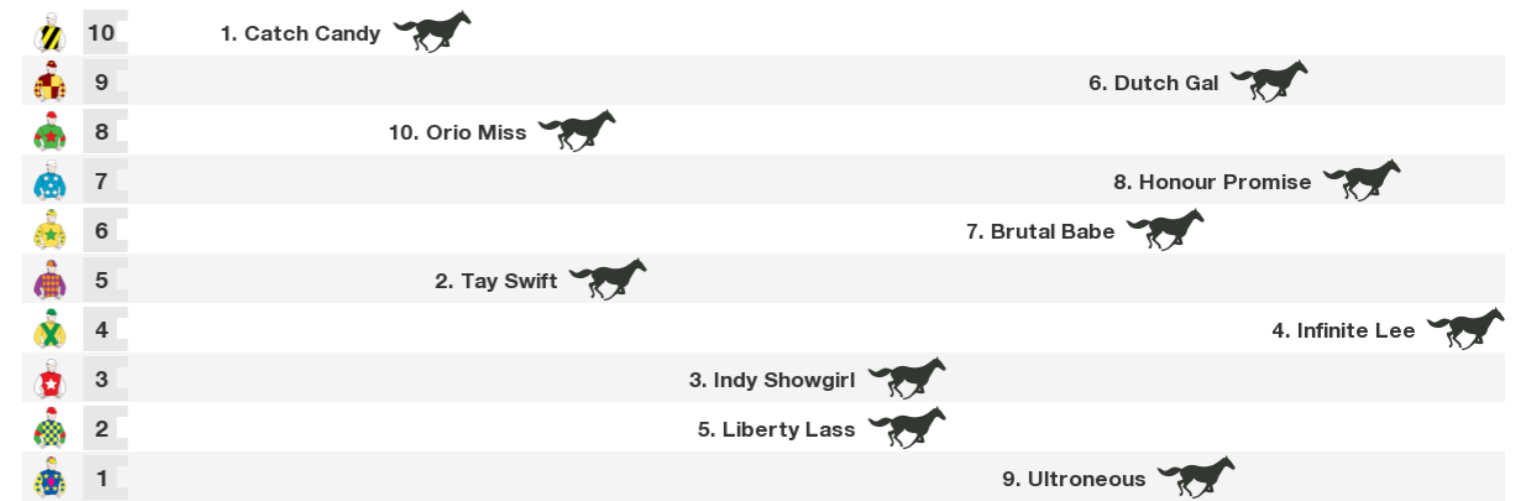 10 1. Catch Candy
9 6. Dutch Gal
8 10. Orio Miss
7 8. Honour Promise
6 7. Brutal Babe
5 2. Tay Swift
4 4. Infinite Lee
3 3. Indy Showgirl
2 5. Liberty Lass
1 9. Ultroneous